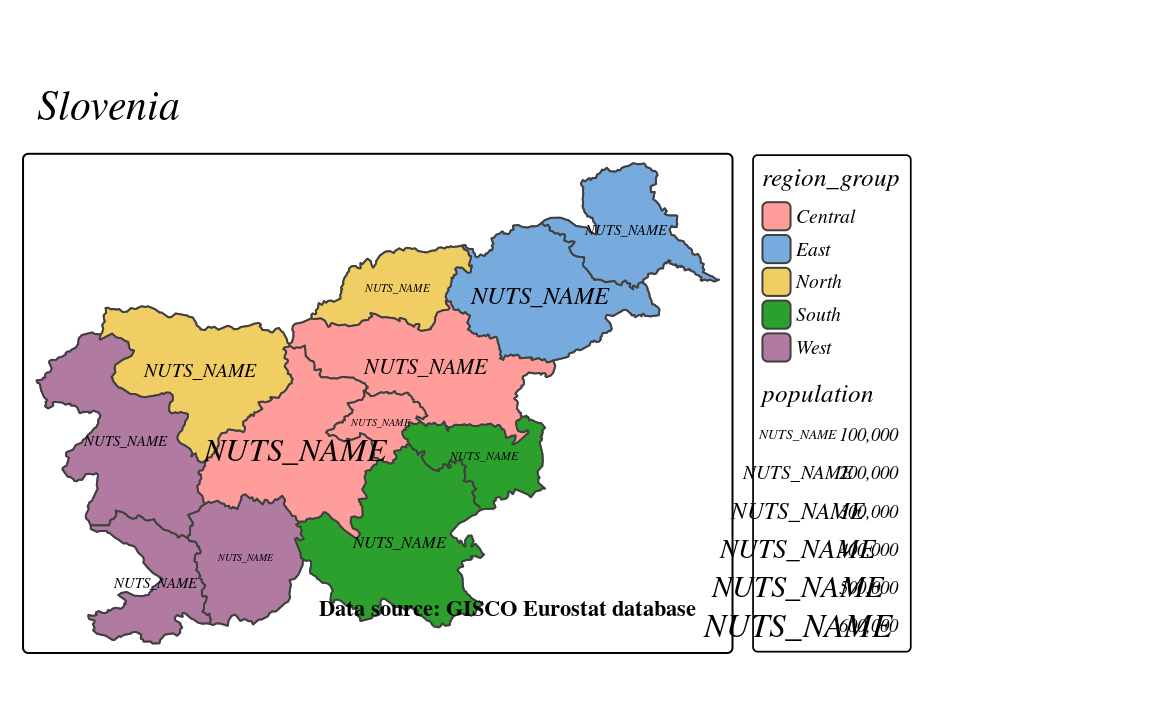 Slovenia
NUTS_NAME
NUTS_NAME
NUTS_NAME
NUTS_NAME
NUTS_NAME
NUTS_NAME
NUTS_NAME
NUTS_NAME
NUTS_NAME
NUTS_NAME
NUTS_NAME
NUTS_NAME
Data source: GISCO Eurostat database
region_group
Central
East
North
South
West
population
NUTS_NAME 100,000
NUTS_NAME 200,000
NUTS_NAME 300,000
NUTS_NAME 400,000
NUTS_NAME 500,000
NUTS_NAME 600,000